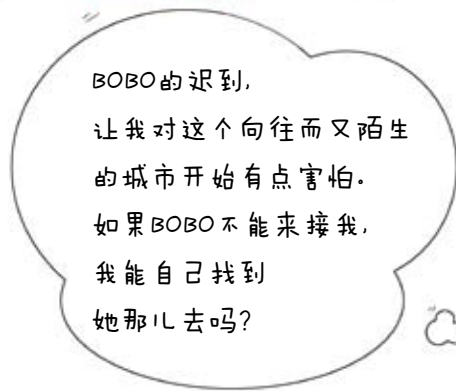 BOBO的迟到,
让我对这个向往而又陌生
的城市开始有点害怕。
如果BOBO不能来接我,
我能自己找到
她那儿去吗?